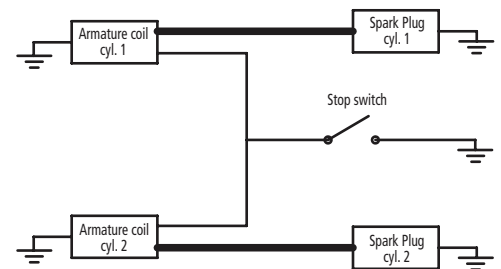 Armature coil
cyl. 1
Spark Plug
cyl. 1
Stop switch
Armature coil
cyl. 2
Spark Plug
cyl. 2